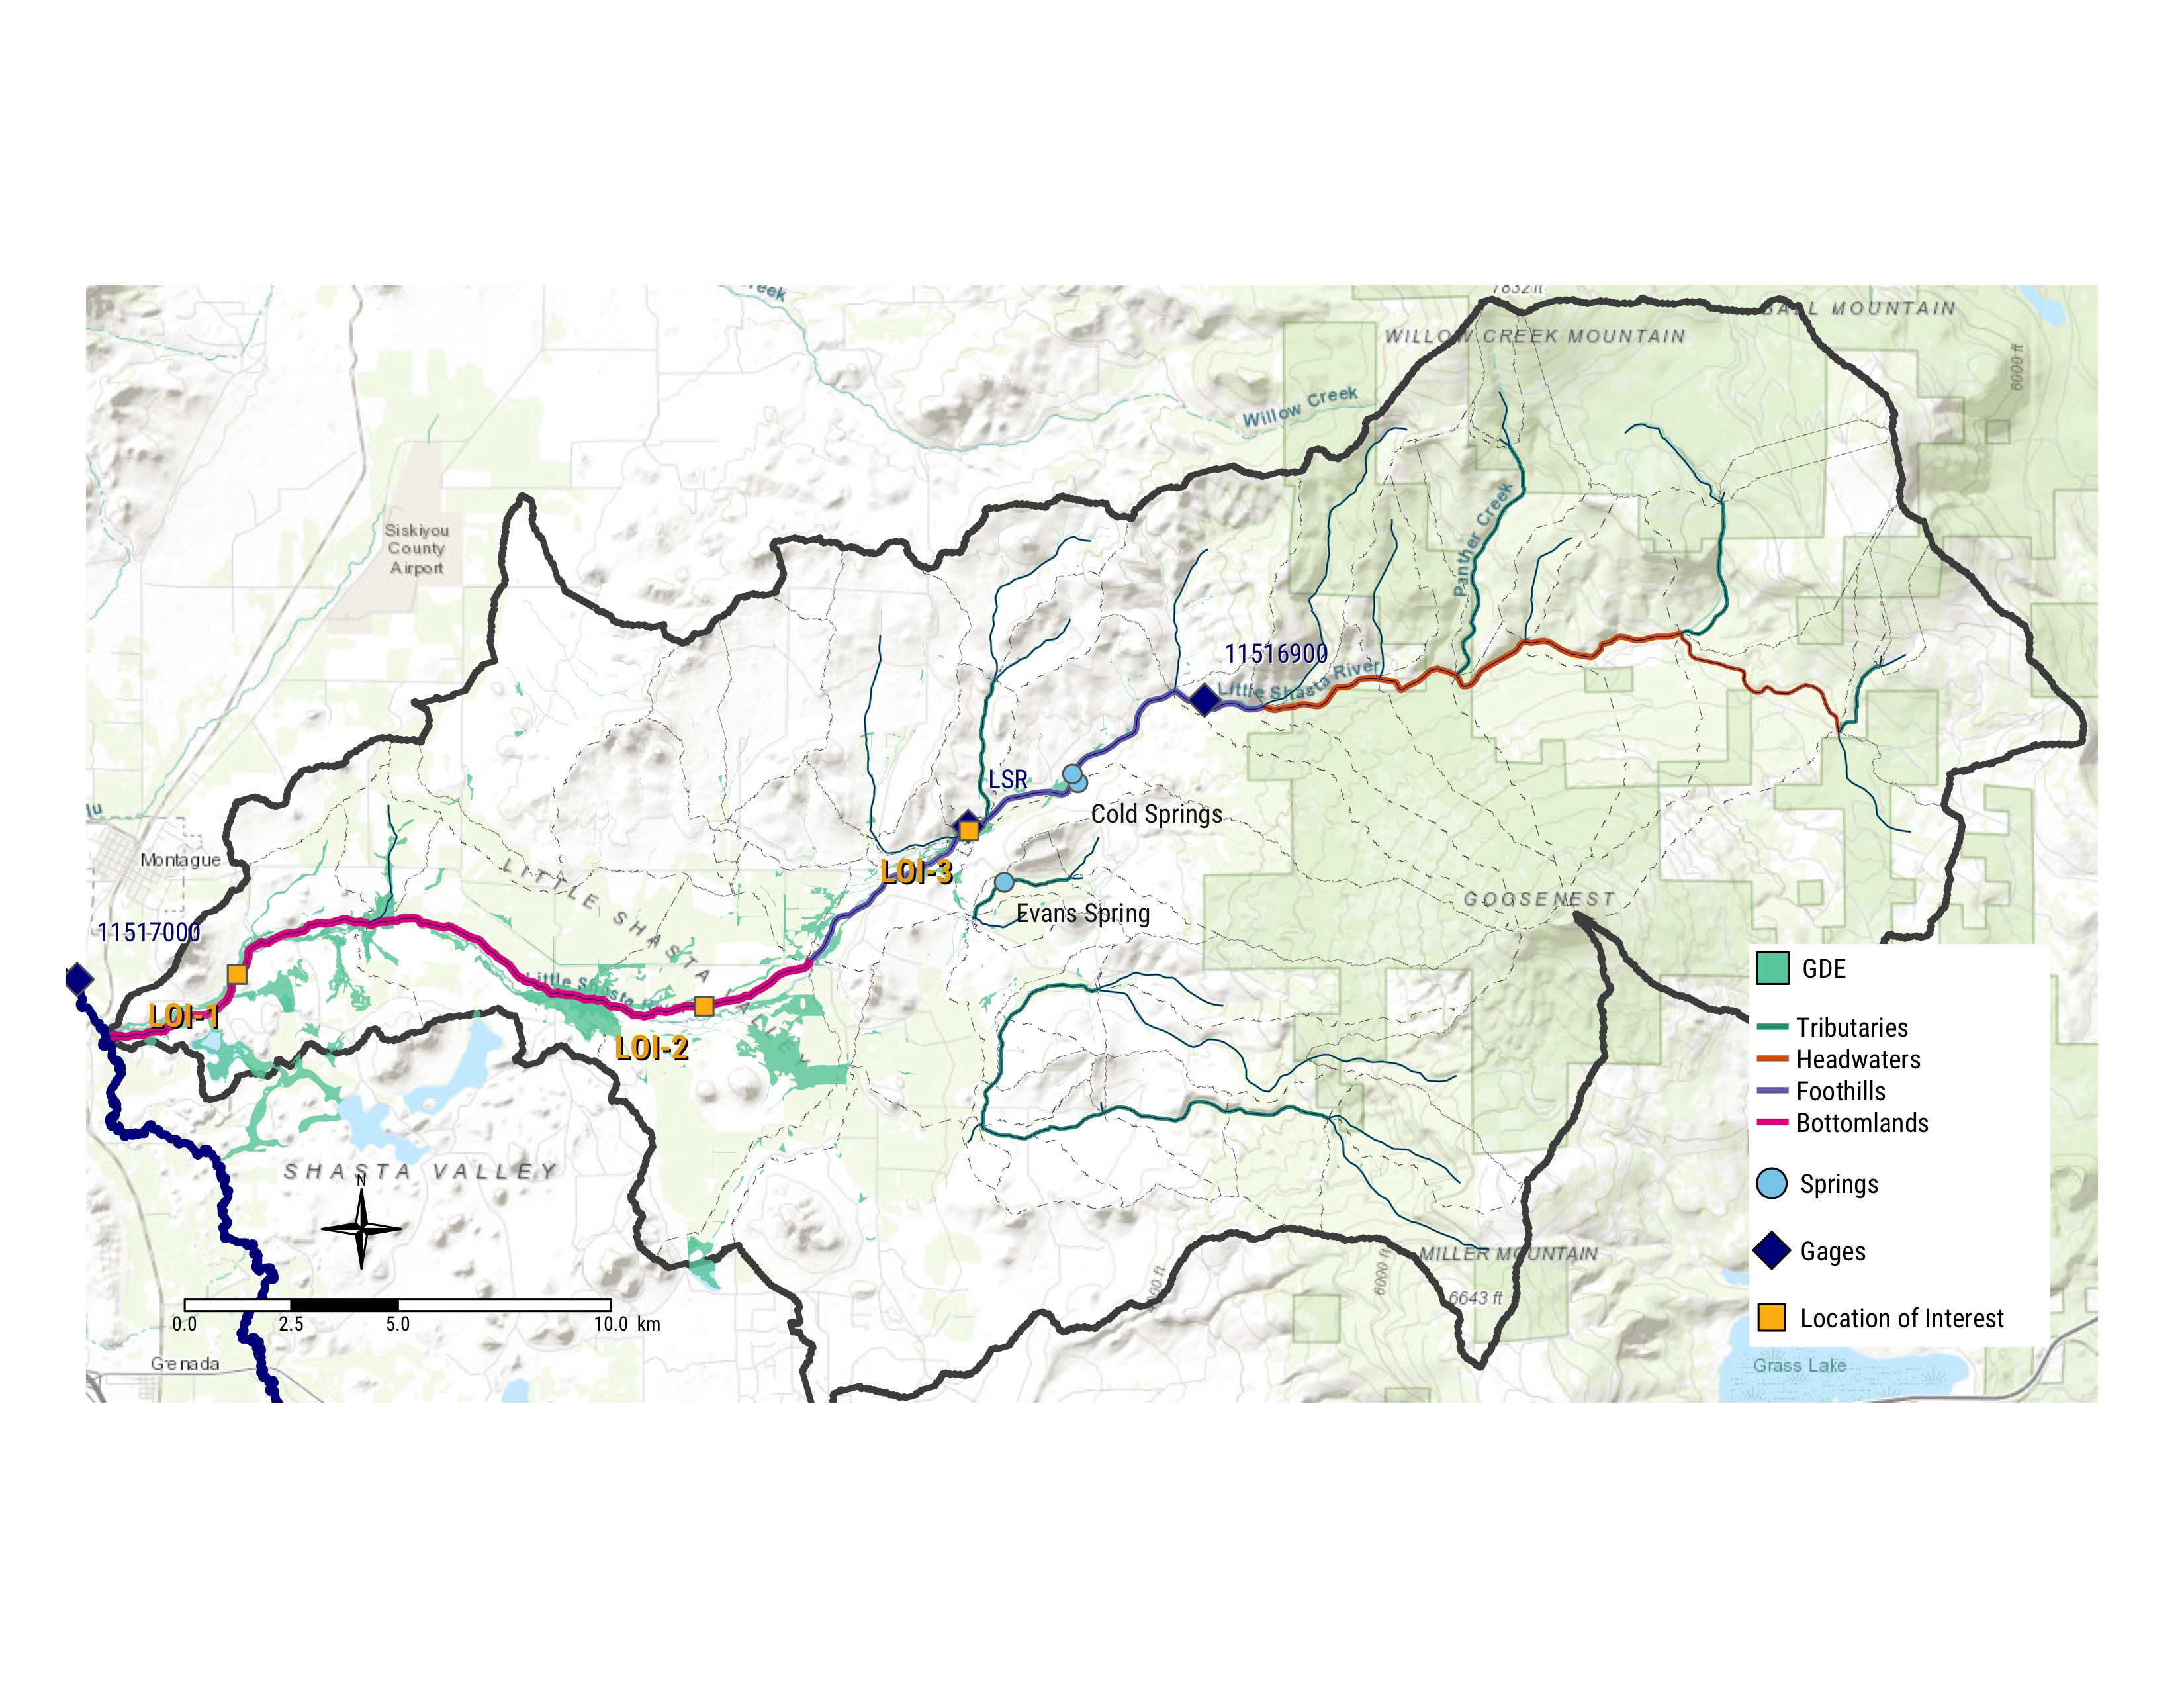 7832 ft
BALL MOUNTAIN
WILLOW CREEK MOUNTAIN
6000 ft
Willow Creek
Siskiyou
County
Airport
Panther Creek
11516900
Little Shasta River
LSR
Cold Springs
Montague
LOI-3
LITTLE SHASTA VALLEY
GOOSENEST
Evans Spring
11517000
Little Shasta River
LOI-1
LOI-2
SHASTA VALLEY
N
MILLER MOUNTAIN
6000 ft
6643 ft
0.0 2.5 5.0 10.0 km
Grenada
Grass Lake
GDE
Tributaries
Headwaters
Foothills
Bottomlands
Springs
Gages
Location of Interest